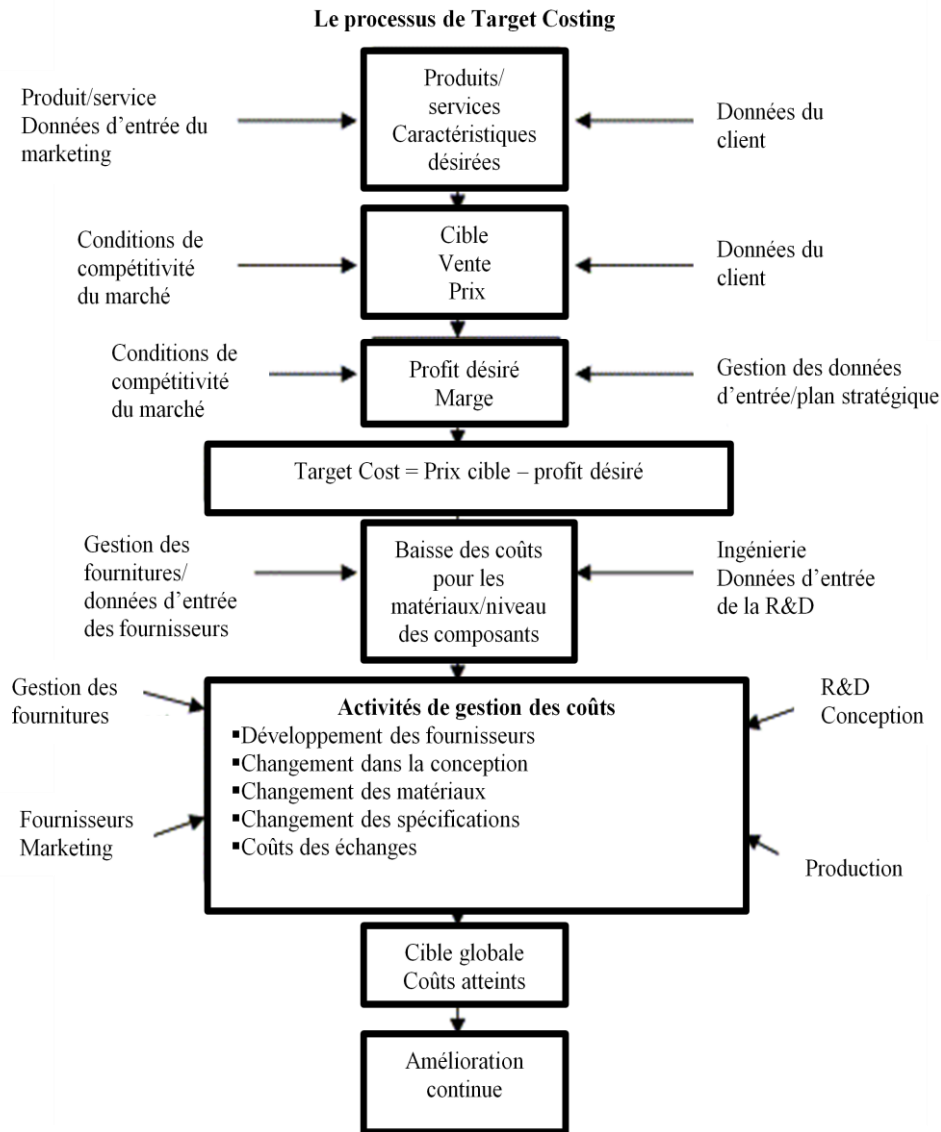 Le processus de Target Costing
Produit/service
Données d’entrée du
marketing
Produits/
services
Caractéristiques
désirées
Données du
client
Conditions de
compétitivité
du marché
Cible
Vente
Prix
Données du
client
Conditions de
compétitivité
du marché
Profit désiré
Marge
Gestion des données
d’entrée/plan stratégique
Target Cost = Prix cible – profit désiré
Gestion des
fournitures/
données d’entrée
des fournisseurs
Baisse des coûts
pour les
matériaux/niveau
des composants
Ingénierie
Données d’entrée
de la R&D
Gestion des
fournitures
Fournisseurs
Marketing
Activités de gestion des coûts
▪Développement des fournisseurs
▪Changement dans la conception
▪Changement des matériaux
▪Changement des spécifications
▪Coûts des échanges
R&D
Conception
Production
Cible globale
Coûts atteints
Amélioration
continue